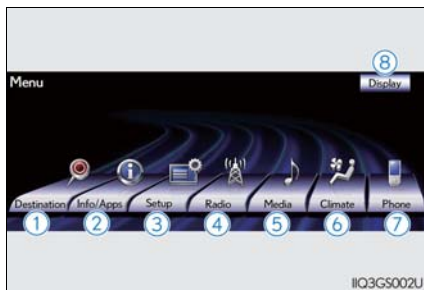 8
Menu
Display
Destination Info/Apps Setup Radio Media Climate Phone
1 2 3 4 5 6 7
IIQ3GS002U